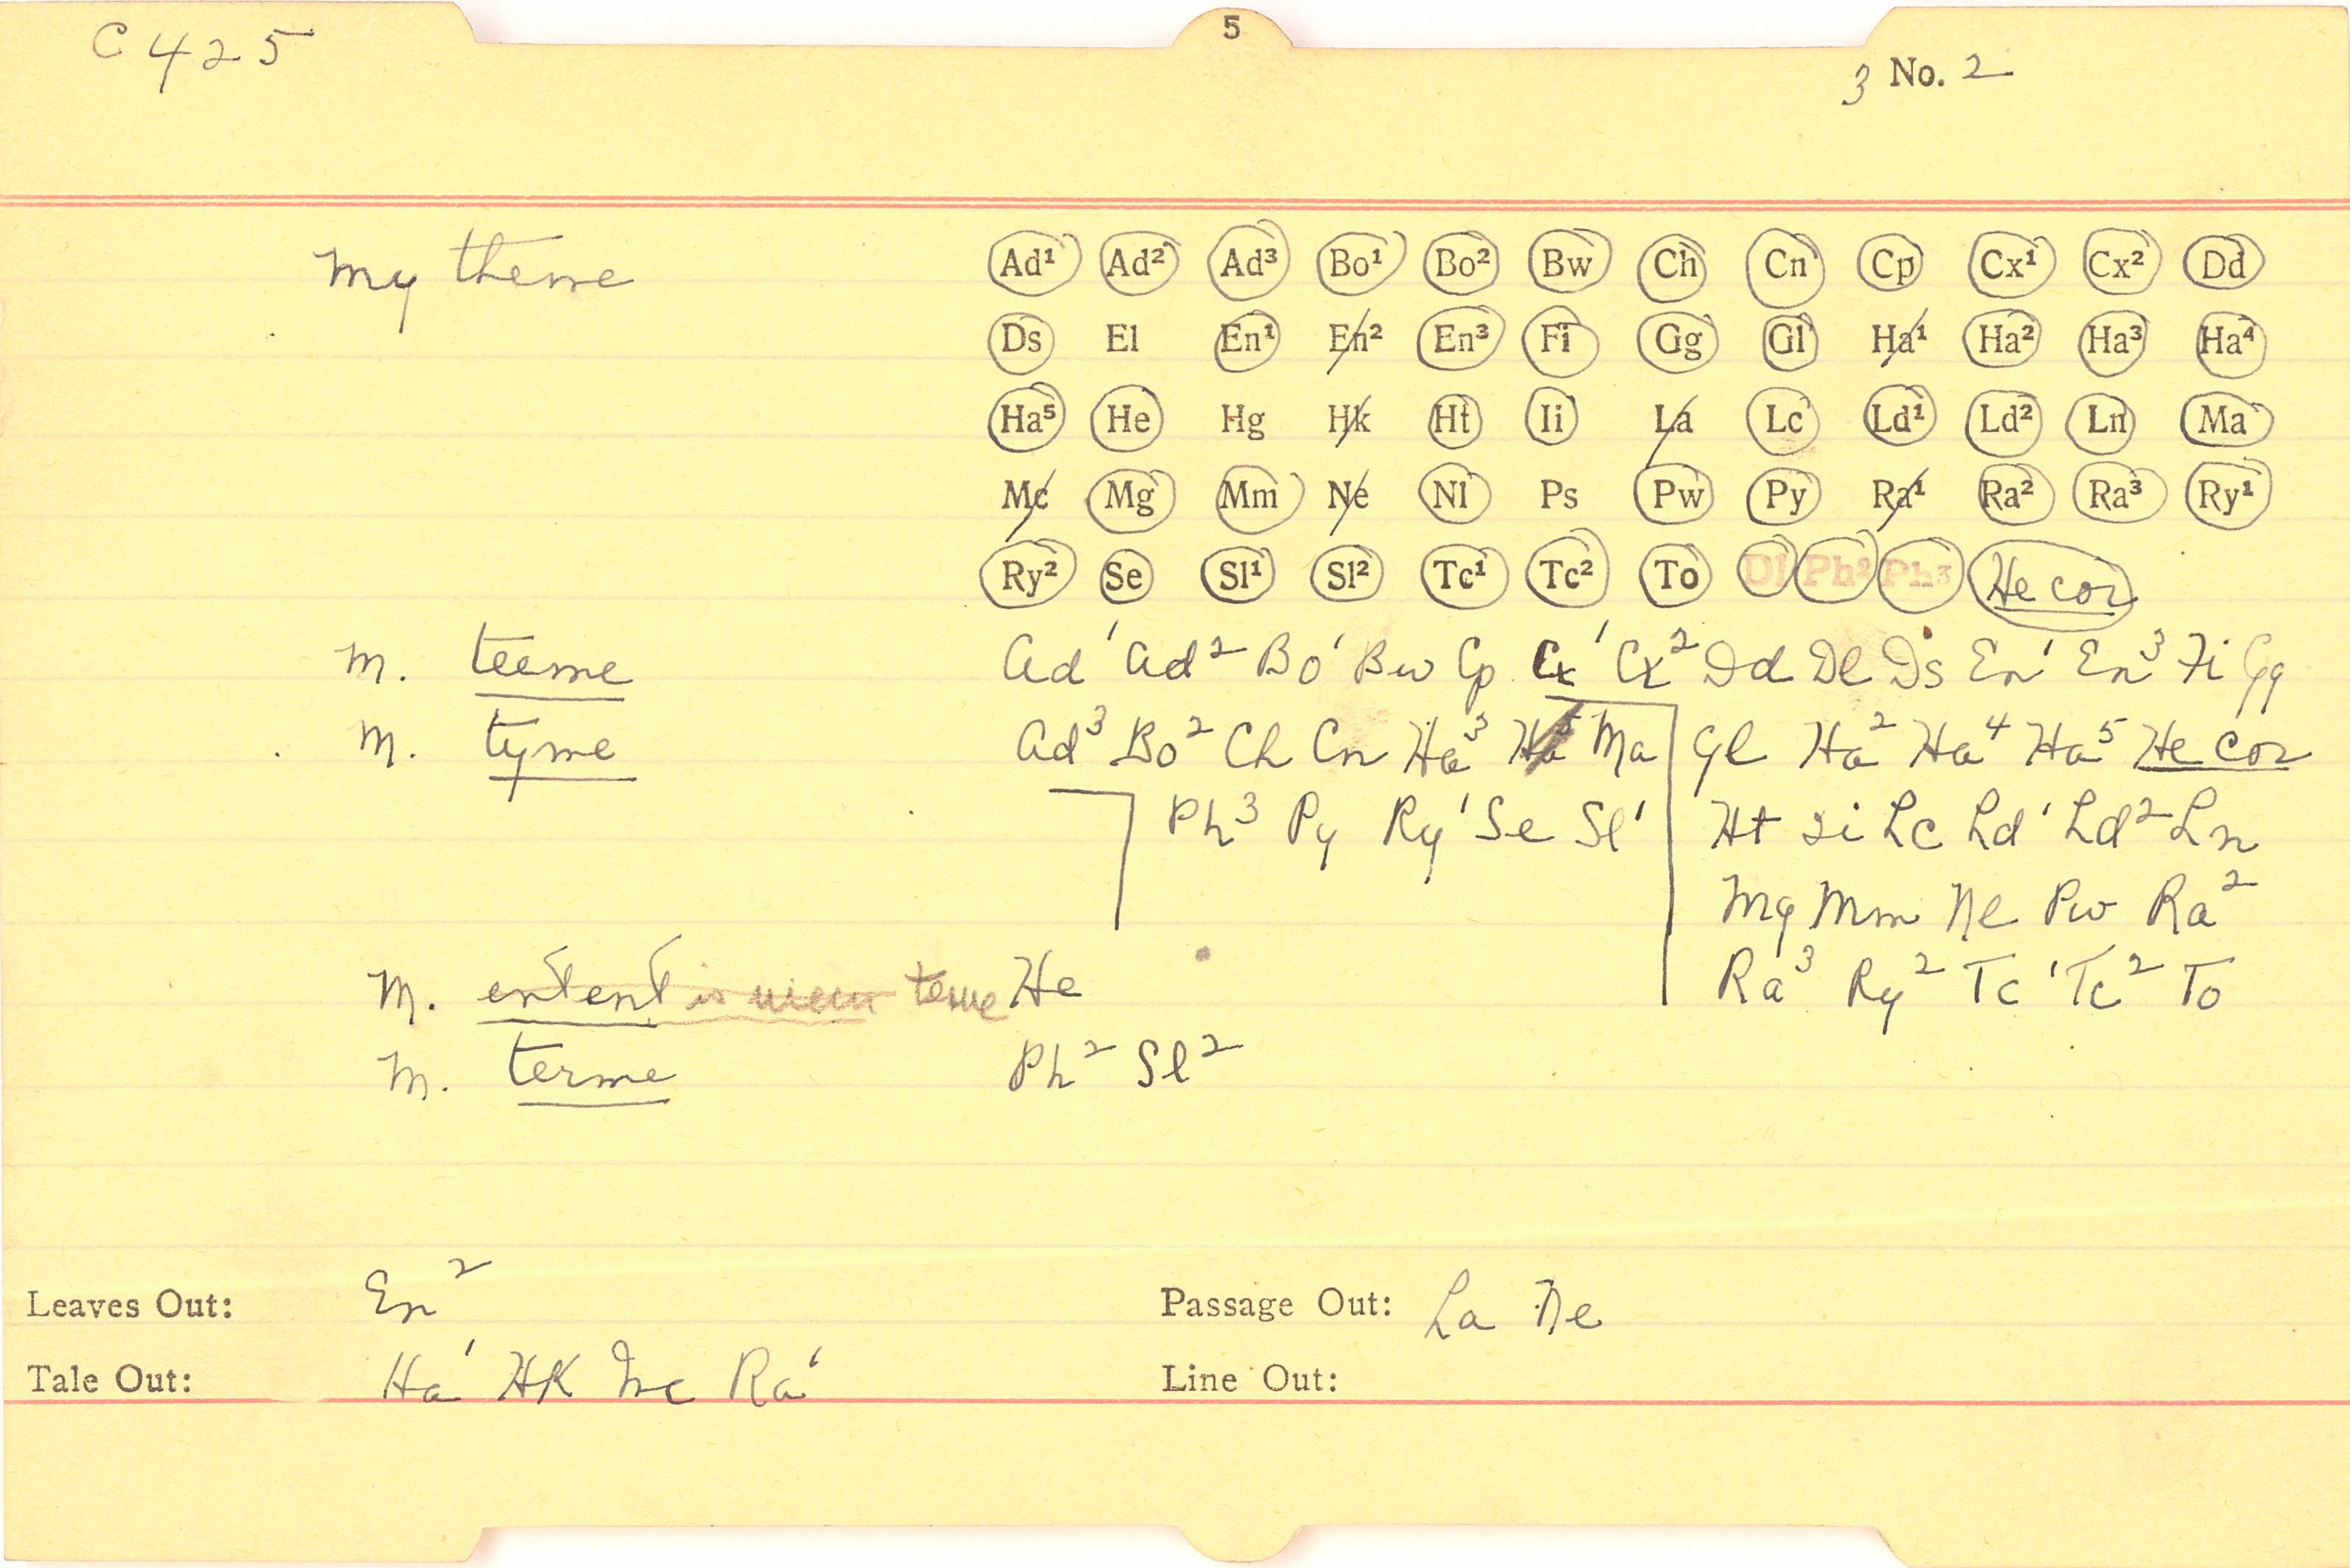 5
C 425
3 No. 2
my theme Ad¹ Ad² Ad³ Bo¹ Bo² Bw Ch Cn Cp Cx¹ Cx² Dd
Ds El En¹ En² En³ Fi Gg Gl Ha¹ Ha² Ha³ Ha⁴
Ha⁵ He Hg Hk Ht Ii La Lc Ld¹ Ld² Ln Ma
Mc Mg Mm Ne Nl Ps Pw Py Ra¹ Ra² Ra³ Ry¹
Ry² Se Sl¹ Sl² Tc¹ Tc² To Dl Ph² Ph³ He cor
m. teeme Ad¹ Ad² Bo¹ Bw Cp Cx¹ Cx² Dd Dl Ds En¹ En³ Fi Gg
m. tyme Ad³ Bo² Ch Cn Ha³ Ha⁵ Ma Gl Ha² Ha⁴ Ha⁵ He cor
Ph³ Py Ry¹ Se Sl¹ Ht Ii Lc Ld¹ Ld² Ln
Mg Mm Nl Pw Ra²
m. entent is teme He Ra³ Ry² Tc¹ Tc² To
m. terme Ph² Sl²
Leaves Out: En² Passage Out: La Ne
Tale Out: Ha¹ Hk Mc Ra¹ Line Out: